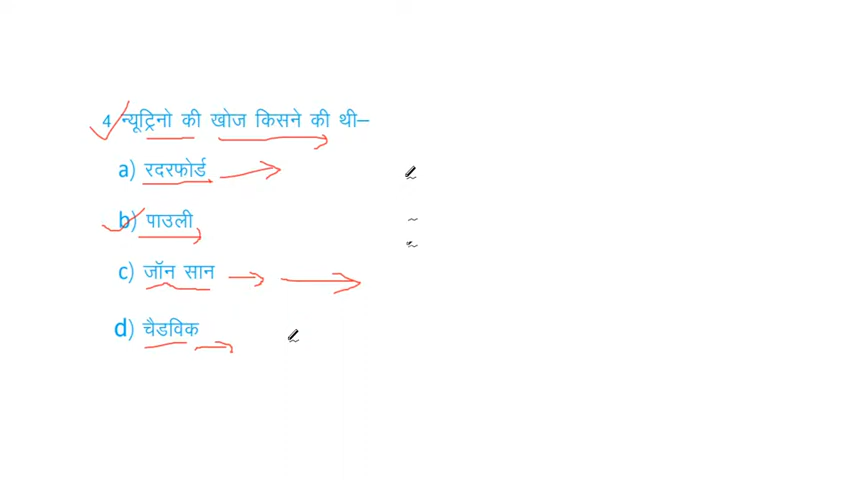 4 न्यूट्रिनो की खोज किसने की थी–
a) रदरफोर्ड
b) पाउली
c) जॉन सान
d) चैडविक